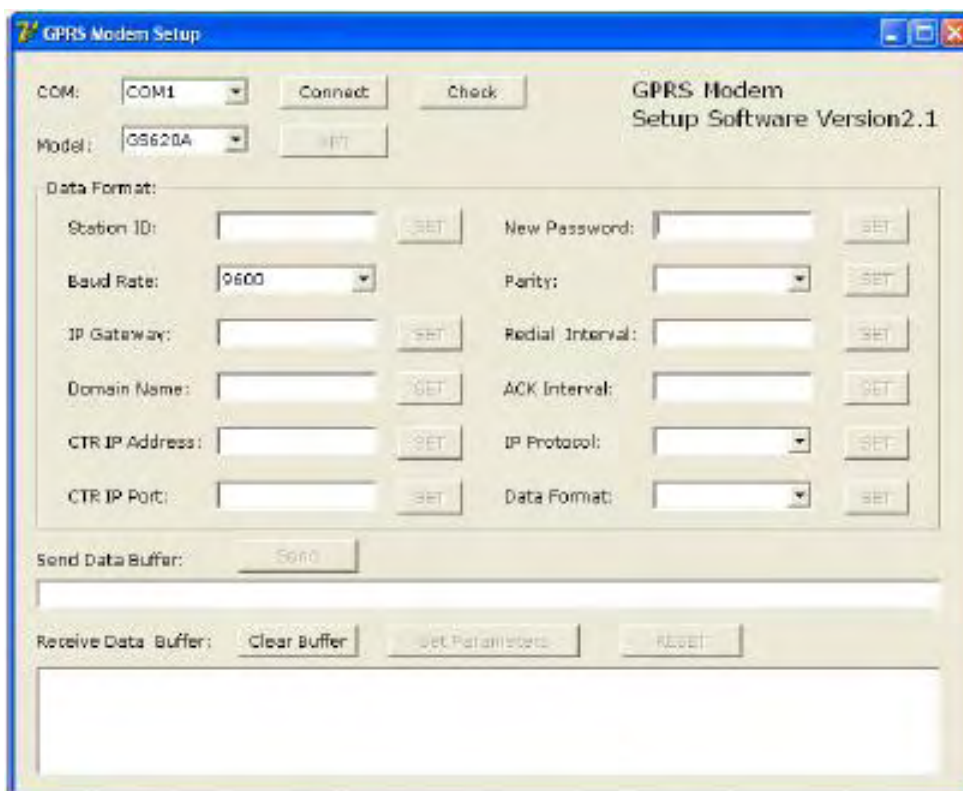 GPRS Modem Setup
COM: COM1 Connect Check
GPRS Modem
Setup Software Version2.1
Model: GS620A SET
Data Format:
Station ID: SET New Password: SET
Baud Rate: 9600 Parity: SET
IP Gateway: SET Redial Interval: SET
Domain Name: SET ACK Interval: SET
CTR IP Address: SET IP Protocol: SET
CTR IP Port: SET Data Format: SET
Send Data Buffer: Send
Receive Data Buffer: Clear Buffer Get Parameters RESET